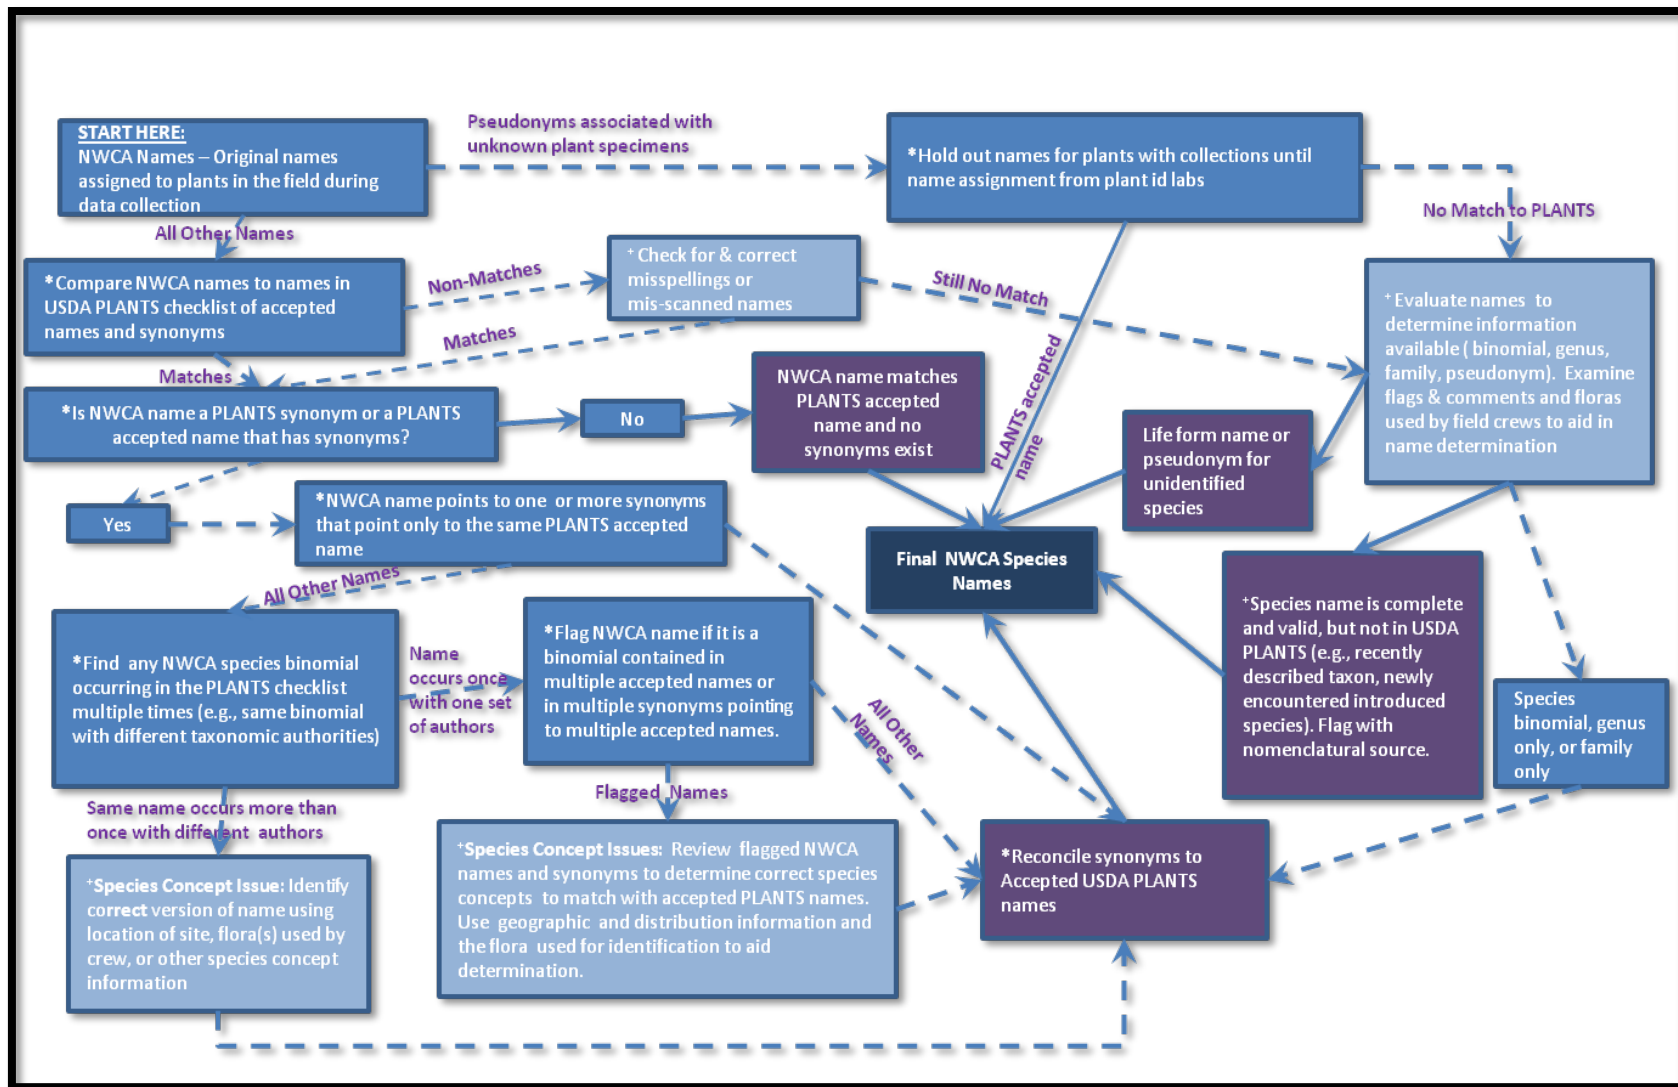 START HERE:
NWCA Names – Original names
assigned to plants in the field during
data collection
Pseudonyms associated with
unknown plant specimens
*Hold out names for plants with collections until
name assignment from plant id labs
No Match to PLANTS
All Other Names
*Compare NWCA names to names in
USDA PLANTS checklist of accepted
names and synonyms
Non-Matches
+ Check for & correct
misspellings or
mis-scanned names
Still No Match
Matches
Matches
+ Evaluate names to
determine information
available ( binomial, genus,
family, pseudonym). Examine
flags & comments and floras
used by field crews to aid in
name determination
*Is NWCA name a PLANTS synonym or a PLANTS
accepted name that has synonyms?
No
NWCA name matches
PLANTS accepted
name and no
synonyms exist
PLANTS accepted
name
Life form name or
pseudonym for
unidentified
species
Yes
*NWCA name points to one or more synonyms
that point only to the same PLANTS accepted
name
Final NWCA Species
Names
All Other Names
*Find any NWCA species binomial
occurring in the PLANTS checklist
multiple times (e.g., same binomial
with different taxonomic authorities)
Name
occurs once
with one set
of authors
*Flag NWCA name if it is a
binomial contained in
multiple accepted names or
in multiple synonyms pointing
to multiple accepted names.
All Other
Names
+Species name is complete
and valid, but not in USDA
PLANTS (e.g., recently
described taxon, newly
encountered introduced
species). Flag with
nomenclatural source.
Species
binomial, genus
only, or family
only
Same name occurs more than
once with different authors
Flagged Names
+Species Concept Issue: Identify
correct version of name using
location of site, flora(s) used by
crew, or other species concept
information
+Species Concept Issues: Review flagged NWCA
names and synonyms to determine correct species
concepts to match with accepted PLANTS names.
Use geographic and distribution information and
the flora used for identification to aid
determination.
*Reconcile synonyms to
Accepted USDA PLANTS
names